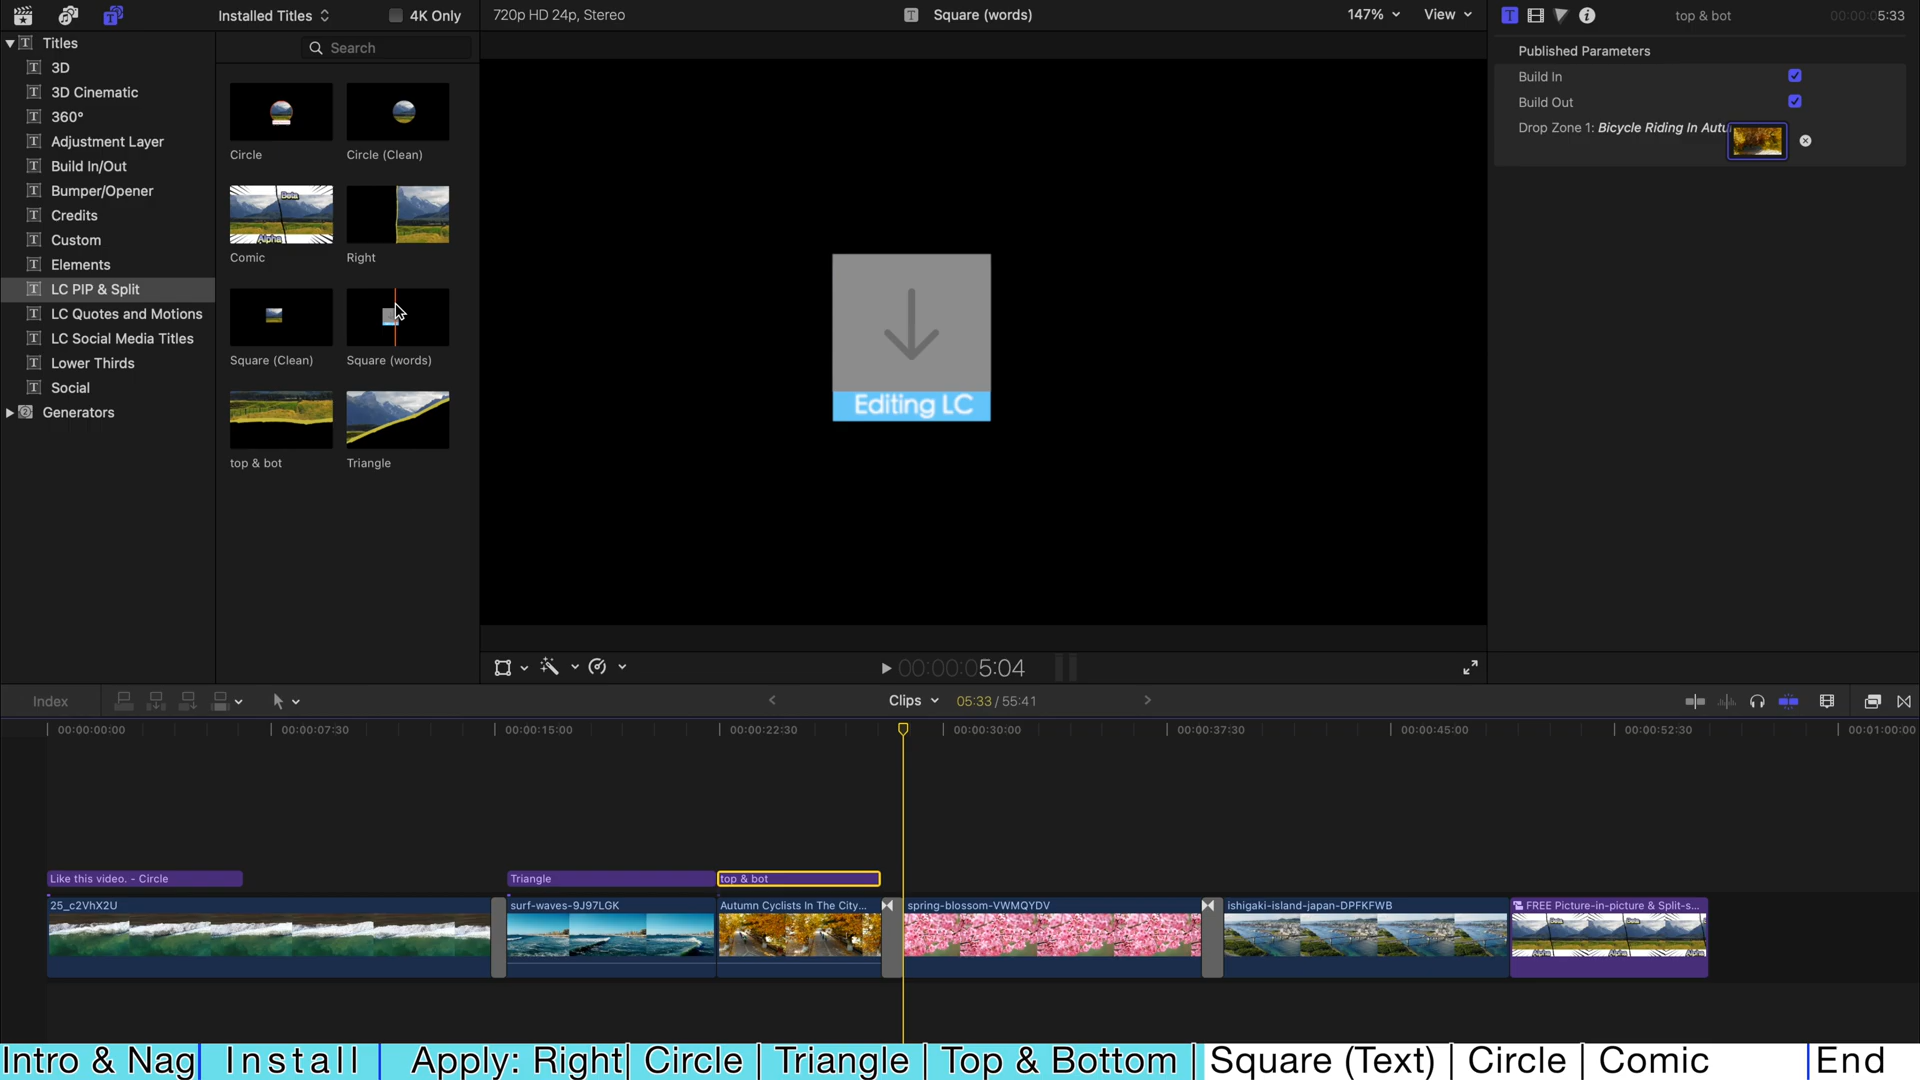 Installed Titles
4K Only
720p HD 24p, Stereo
Square (words)
147%
View
top & bot
00:00:05:33
Titles
3D
3D Cinematic
360°
Adjustment Layer
Build In/Out
Bumper/Opener
Credits
Custom
Elements
LC PIP & Split
LC Quotes and Motions
LC Social Media Titles
Lower Thirds
Social
Generators
Search
Circle
Circle (Clean)
Beta
Alpha
Comic
Right
Square (Clean)
Square (words)
top & bot
Triangle
Editing LC
Published Parameters
Build In
Build Out
Drop Zone 1: Bicycle Riding In Autu
00:00:00:05:04
Index
Clips
05:33 / 55:41
00:00:00:00
00:00:07:30
00:00:15:00
00:00:22:30
00:00:30:00
00:00:37:30
00:00:45:00
00:00:52:30
00:01:00:00
Like this video. - Circle
Triangle
top & bot
25_c2VhX2U
surf-waves-9J97LGK
Autumn Cyclists In The City...
spring-blossom-VWMQYDV
ishigaki-island-japan-DPFKFWB
FREE Picture-in-picture & Split-s...
Intro & Nag Install Apply: Right| Circle | Triangle | Top & Bottom | Square (Text) | Circle | Comic |End